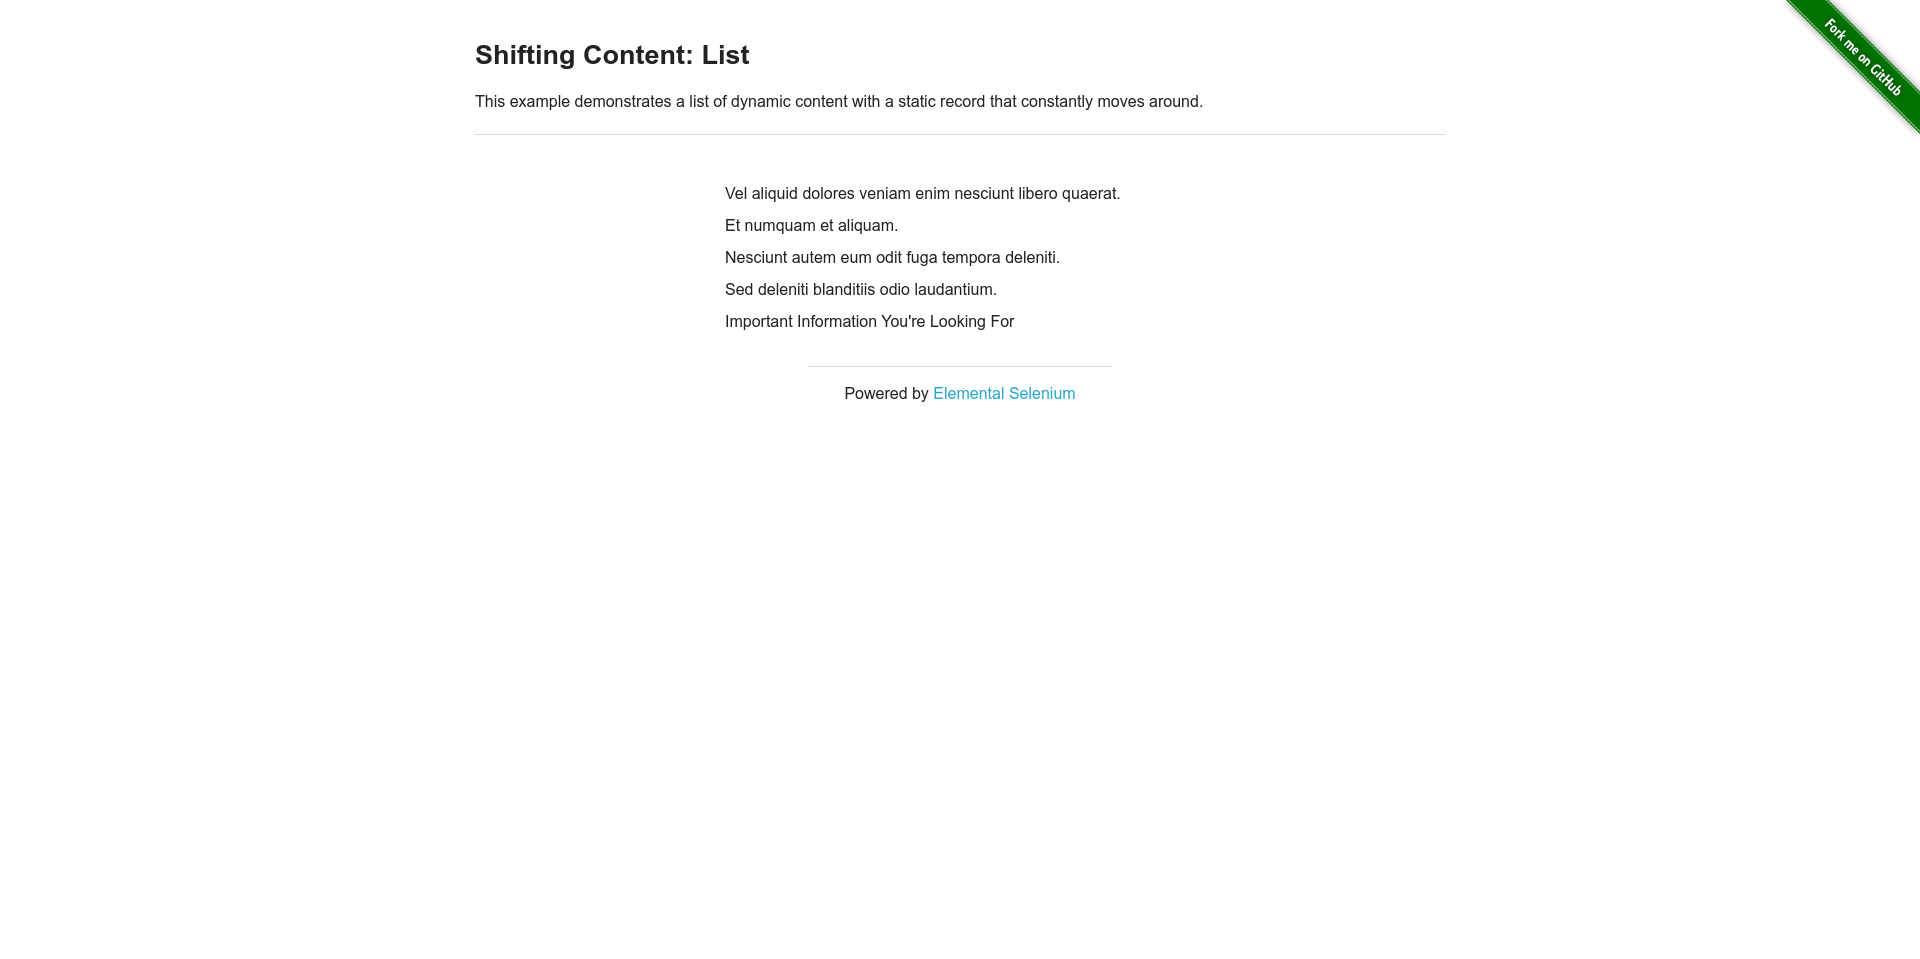 Shifting Content: List
This example demonstrates a list of dynamic content with a static record that constantly moves around.
Vel aliquid dolores veniam enim nesciunt libero quaerat.
Et numquam et aliquam.
Nesciunt autem eum odit fuga tempora deleniti.
Sed deleniti blanditiis odio laudantium.
Important Information You're Looking For
Powered by Elemental Selenium
Fork me on GitHub